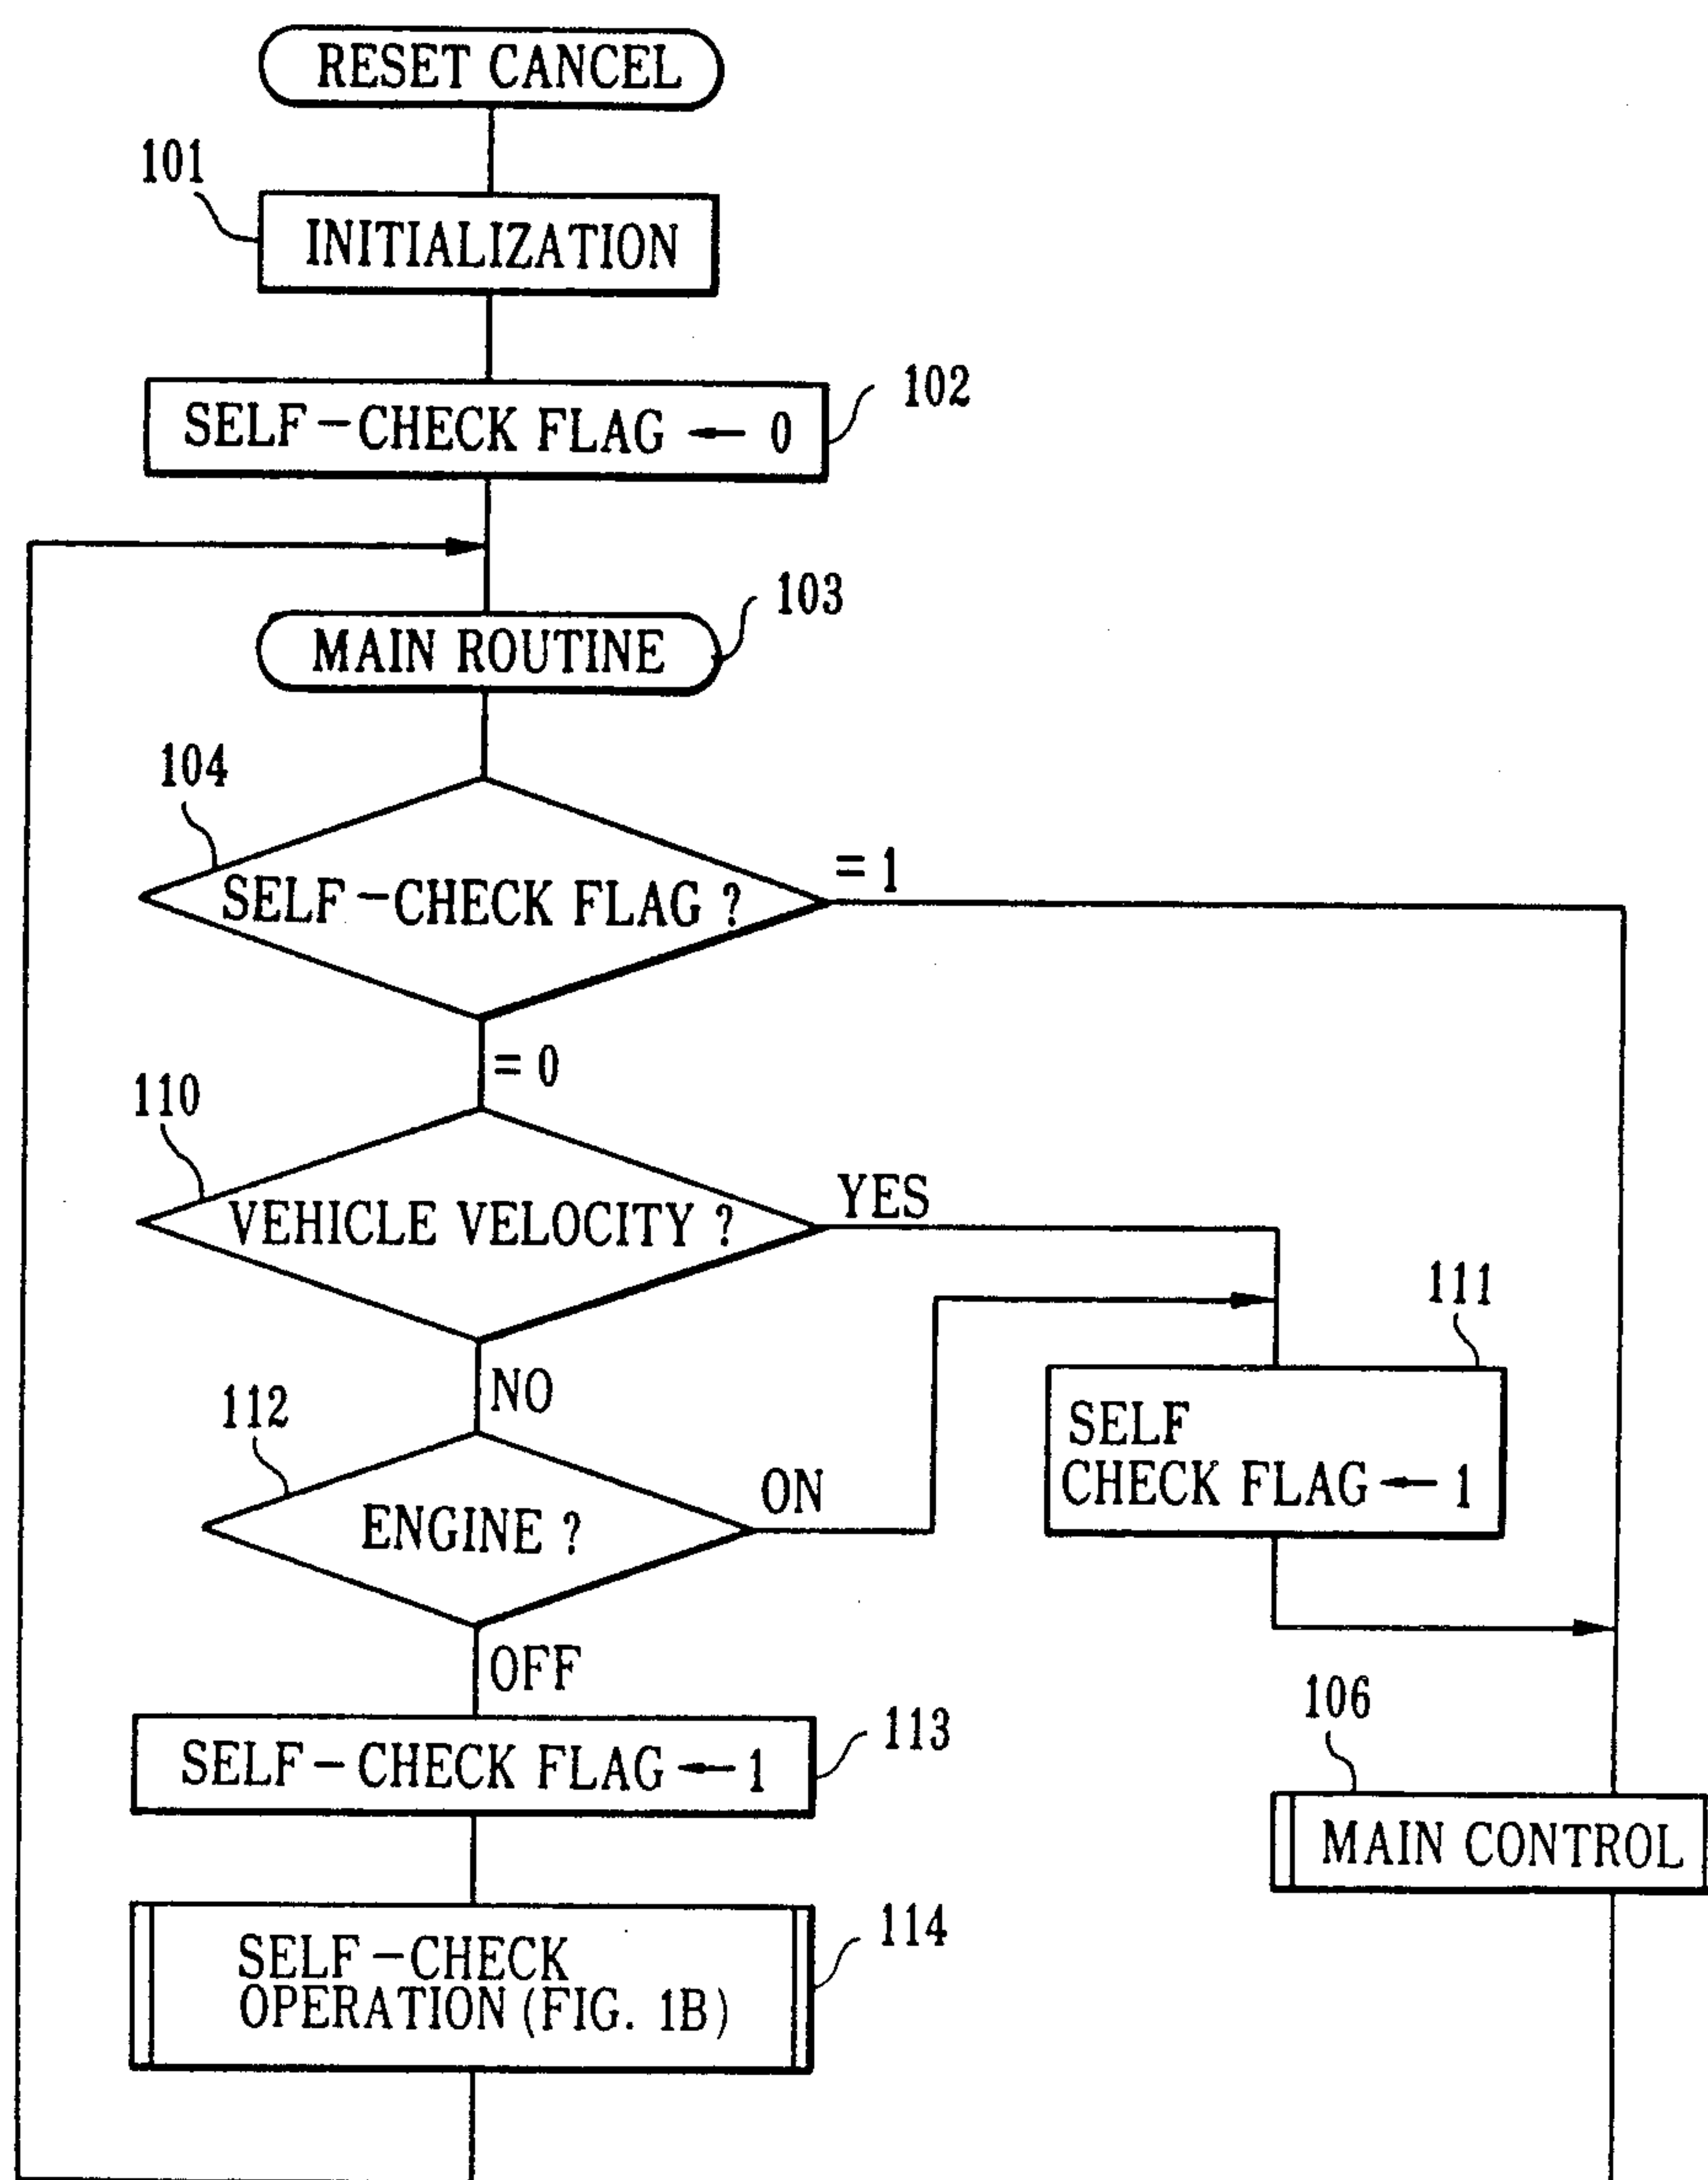 RESET CANCEL
101
INITIALIZATION
SELF-CHECK FLAG ← 0
102
MAIN ROUTINE
103
104
SELF-CHECK FLAG ?
= 1
= 0
110
VEHICLE VELOCITY ?
YES
NO
111
SELF
CHECK FLAG ← 1
112
ENGINE ?
ON
OFF
SELF-CHECK FLAG ← 1
113
106
MAIN CONTROL
SELF-CHECK
OPERATION (FIG. 1B)
114